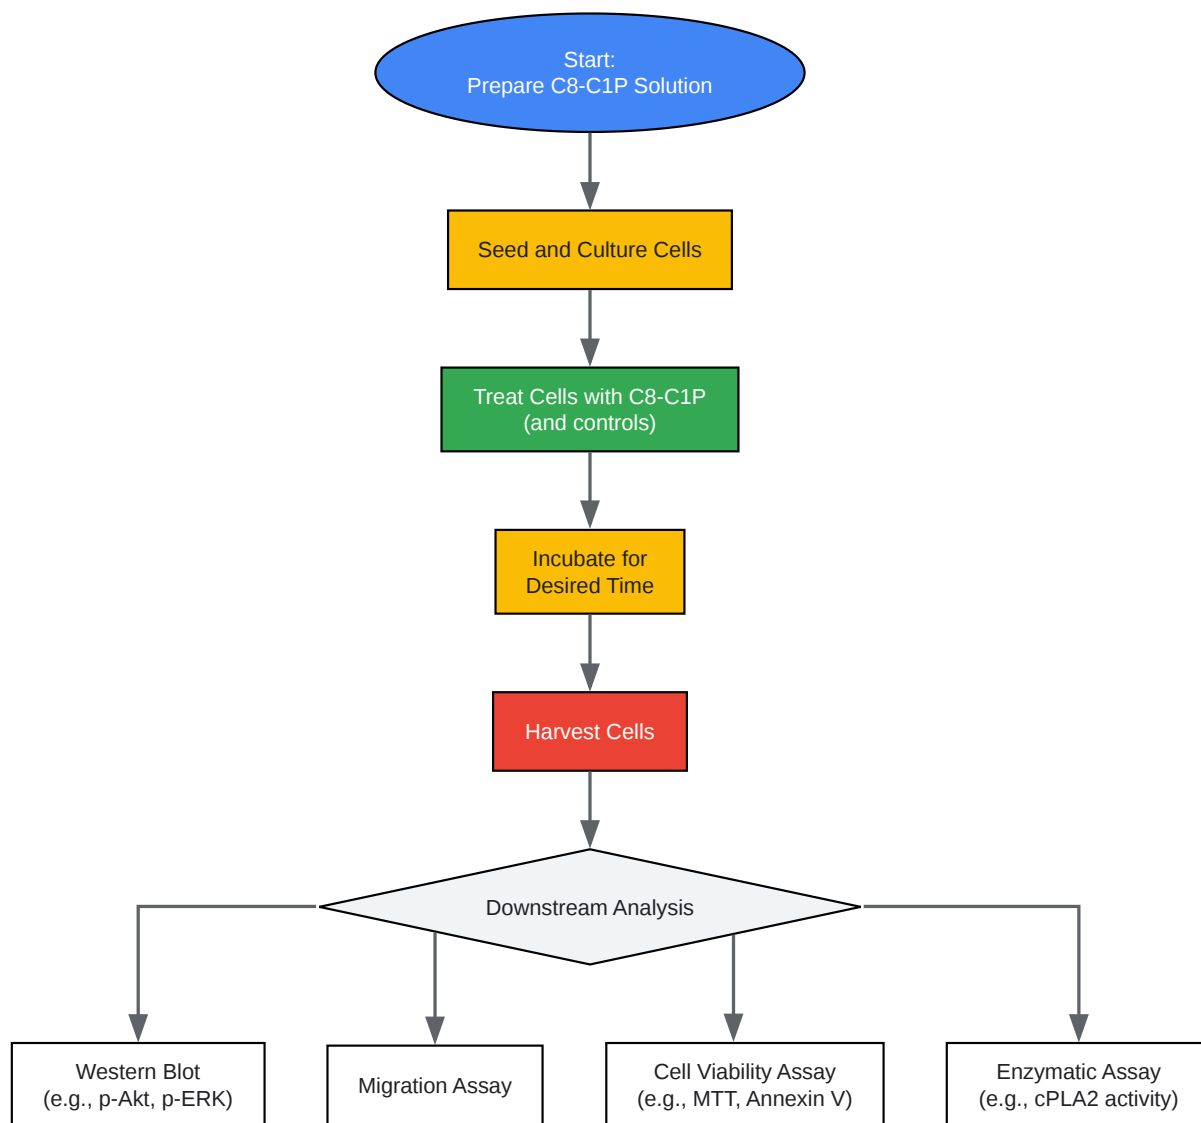 Start:
Prepare C8-C1P Solution
Seed and Culture Cells
Treat Cells with C8-C1P
(and controls)
Incubate for
Desired Time
Harvest Cells
Downstream Analysis
Western Blot
(e.g., p-Akt, p-ERK)
Migration Assay
Cell Viability Assay
(e.g., MTT, Annexin V)
Enzymatic Assay
(e.g., cPLA2 activity)